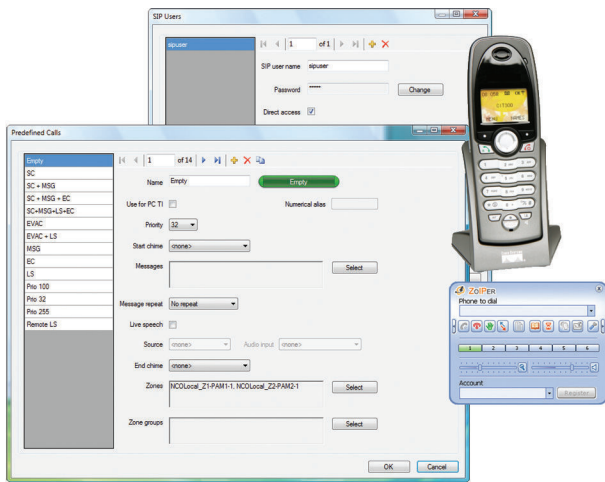 SIP Users
sipuser
1 of 1
SIP user name sipuser
Password •••••
Change
Direct access
Predefined Calls
Empty
SC
SC + MSG
SC + MSG + EC
SC+MSG+LS+EC
EVAC
EVAC + LS
MSG
EC
LS
Prio 100
Prio 32
Prio 255
Remote LS
1 of 14
Name Empty Empty
Use for PC TI Numerical alias
Priority 32
Start chime <none>
Messages Select
Message repeat No repeat
Live speech
Source <none> Audio input <none>
End chime <none>
Zones NCOLocal_Z1-PAM1-1, NCOLocal_Z2-PAM2-1 Select
Zone groups Select
OK Cancel
ZOIPER
Phone to dial
1 2 3 4 5 6
Account
Register